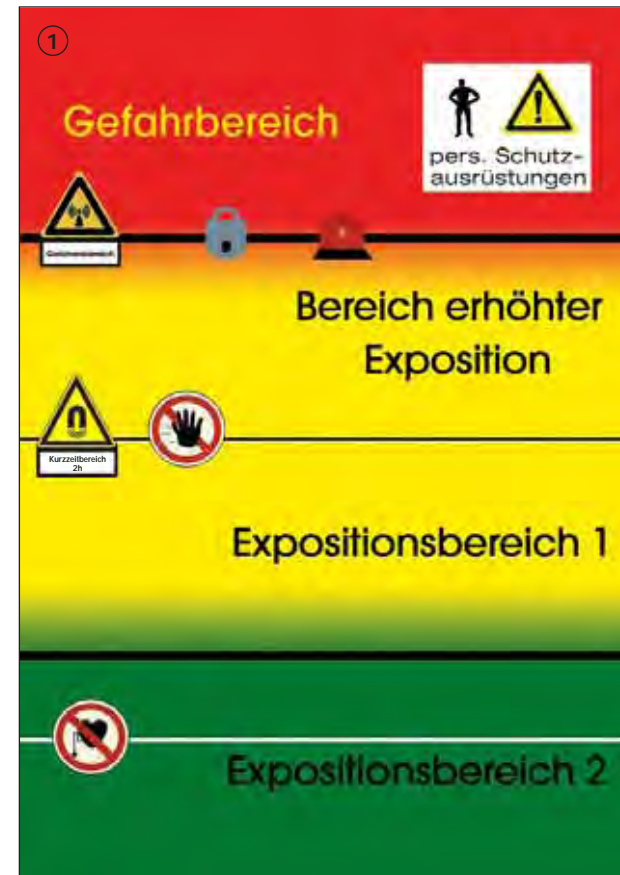 1
Gefahrbereich
pers. Schutz-
ausrüstungen
Bereich erhöhter
Exposition
Kurzzeitbereich
2h
Expositionsbereich 1
Expositionsbereich 2